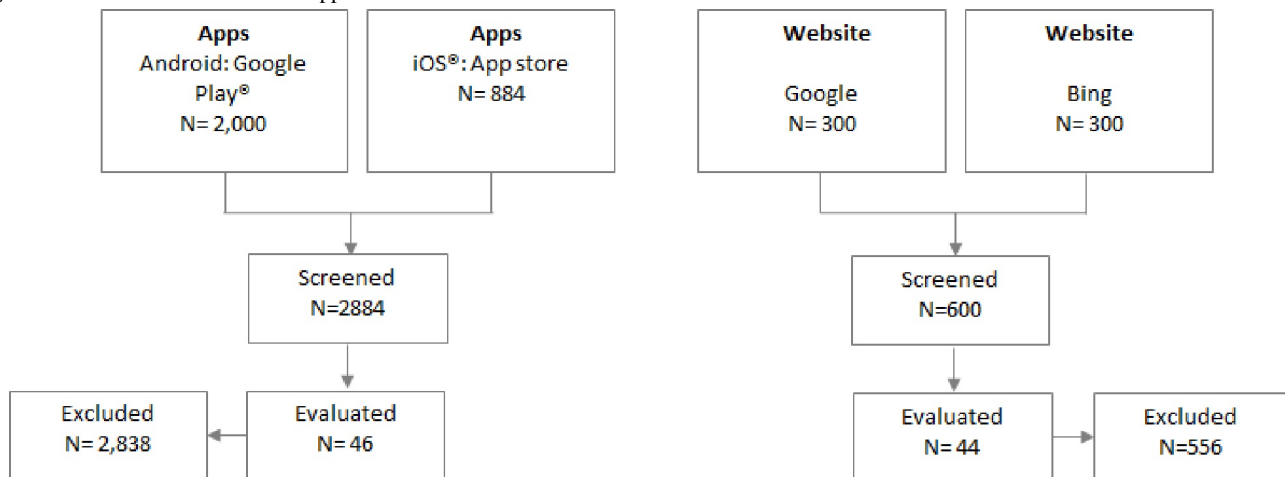 Apps
Android: Google
Play®
N= 2,000
Apps
iOS®: App store
N= 884
Website
Google
N= 300
Website
Bing
N= 300
Screened
N=2884
Screened
N=600
Excluded
N= 2,838
Evaluated
N= 46
Evaluated
N= 44
Excluded
N=556